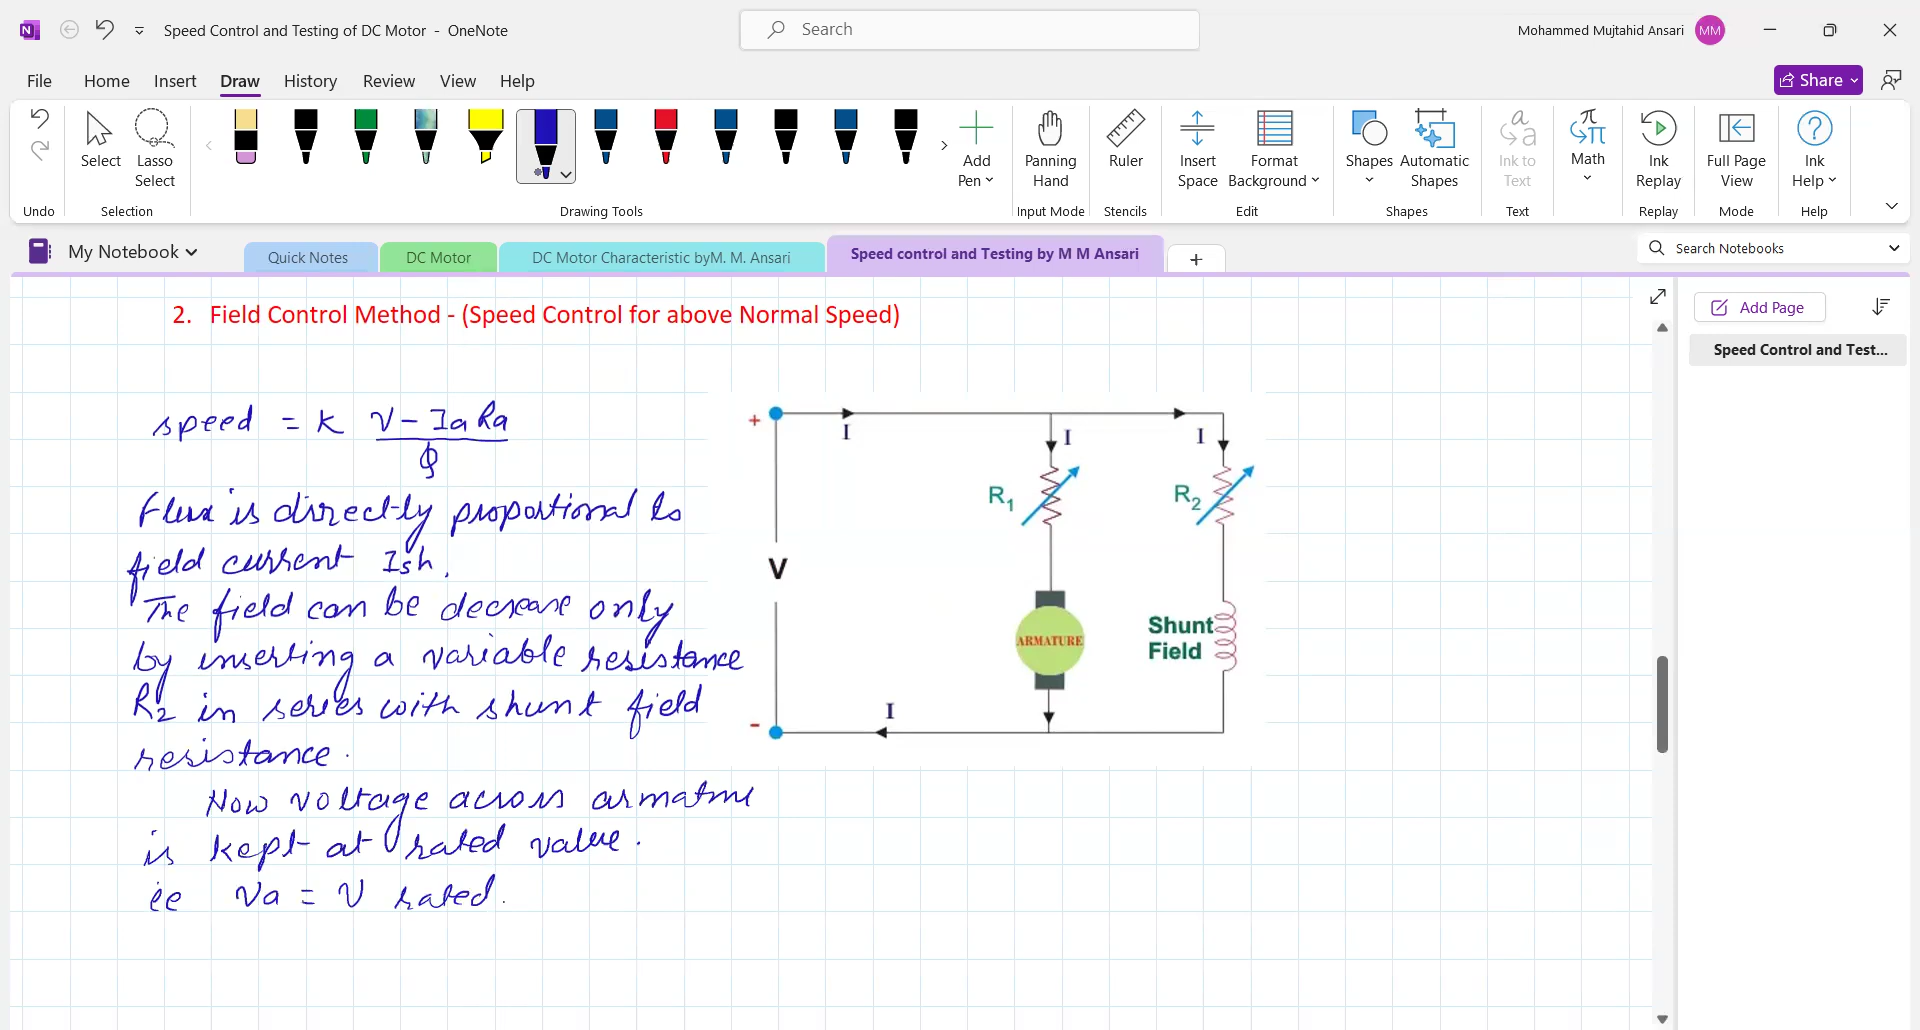 Speed Control and Testing of DC Motor - OneNote
Search
Mohammed Mujtahid Ansari
MM
File
Home
Insert
Draw
History
Review
View
Help
Share
Undo
Select
Lasso
Select
Selection
Drawing Tools
Add
Pen
Panning
Hand
Input Mode
Ruler
Stencils
Insert
Space
Format
Background
Edit
Shapes
Automatic
Shapes
Shapes
Ink to
Text
Text
Math
Ink
Replay
Replay
Full Page
View
Mode
Ink
Help
Help
My Notebook
Quick Notes
DC Motor
DC Motor Characteristic byM. M. Ansari
Speed control and Testing by M M Ansari
+
Search Notebooks
Add Page
Speed Control and Test...
2. Field Control Method - (Speed Control for above Normal Speed)
speed = K V - Ia Ra
φ
Flux is directly proportional to
field current Ish.
The field can be decrease only
by inserting a variable resistance
R2 in series with shunt field
resistance.
Now voltage across armature
is kept at rated value.
ie Va = V rated.
+
I
I
I
R1
R2
V
ARMATURE
Shunt
Field
-
I